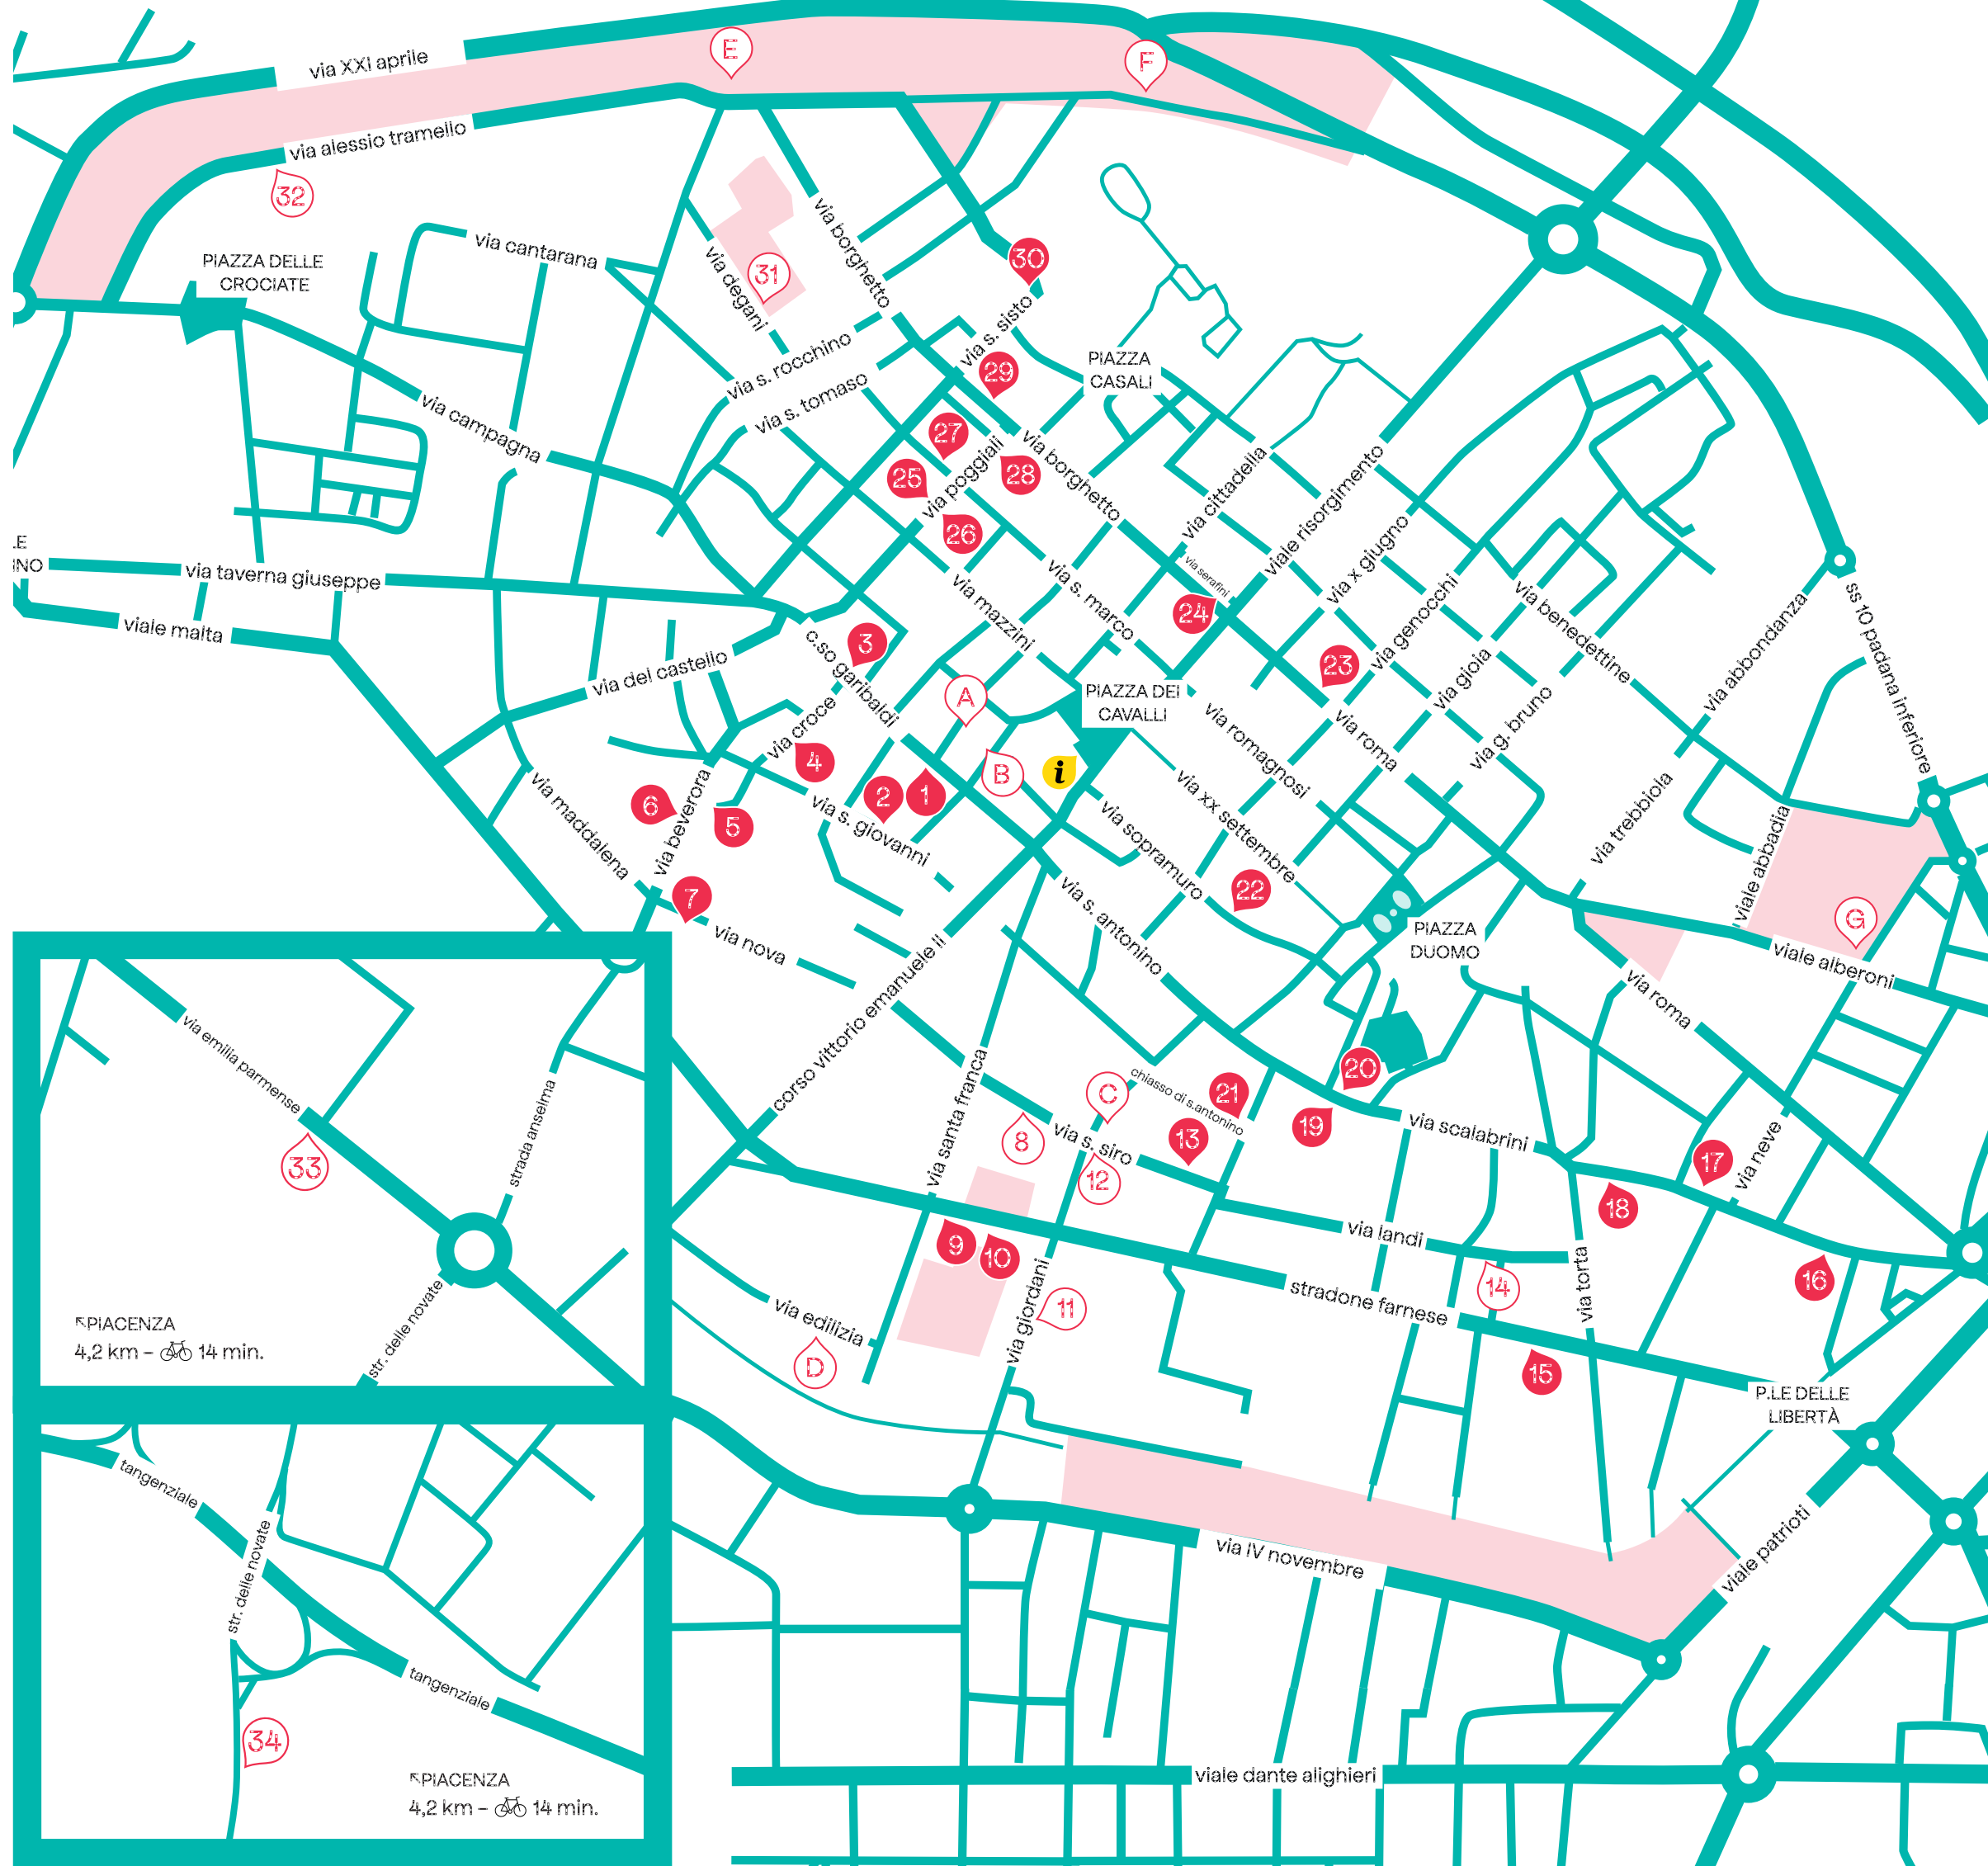 E
F
via XXI aprile
via alessio tramello
32
PIAZZA DELLE
CROCIATE
via cantarana
via degani
31
via borghetto
30
via s. sisto
via s. rocchino
via s. tomaso
29
PIAZZA
CASALI
via campagna
27
25
via poggiali
28
26
via borghetto
via cittadella
viale risorgimento
via serafini
24
via x giugno
via genocchi
via benedettine
via abbondanza
ss 10 padana inferiore
LE
INO
via taverna giuseppe
viale malta
via del castello
c.so garibaldi
3
via mazzini
via s. marco
23
via gioia
via g. bruno
A
PIAZZA DEI
CAVALLI
via romagnosi
via roma
via croce
4
B
i
via xx settembre
via maddalena
6
5
via beverora
2
1
via s. giovanni
via sopramuro
via trebbiola
viale abbadia
22
7
via nova
corso vittorio emanuele II
via s. antonino
PIAZZA
DUOMO
G
viale alberoni
via roma
via emilia parmense
33
strada anselma
str. delle novate
↖PIACENZA
4,2 km – 14 min.
via santa franca
C
chiasso di s.antonino
21
20
19
13
8
via s. siro
12
via scalabrini
17
via neve
18
9
10
via landi
14
via torta
16
stradone farnese
via edilizia
D
via giordani
11
15
P.LE DELLE
LIBERTÀ
tangenziale
str. delle novate
tangenziale
34
↖PIACENZA
4,2 km – 14 min.
via IV novembre
viale patrioti
viale dante alighieri